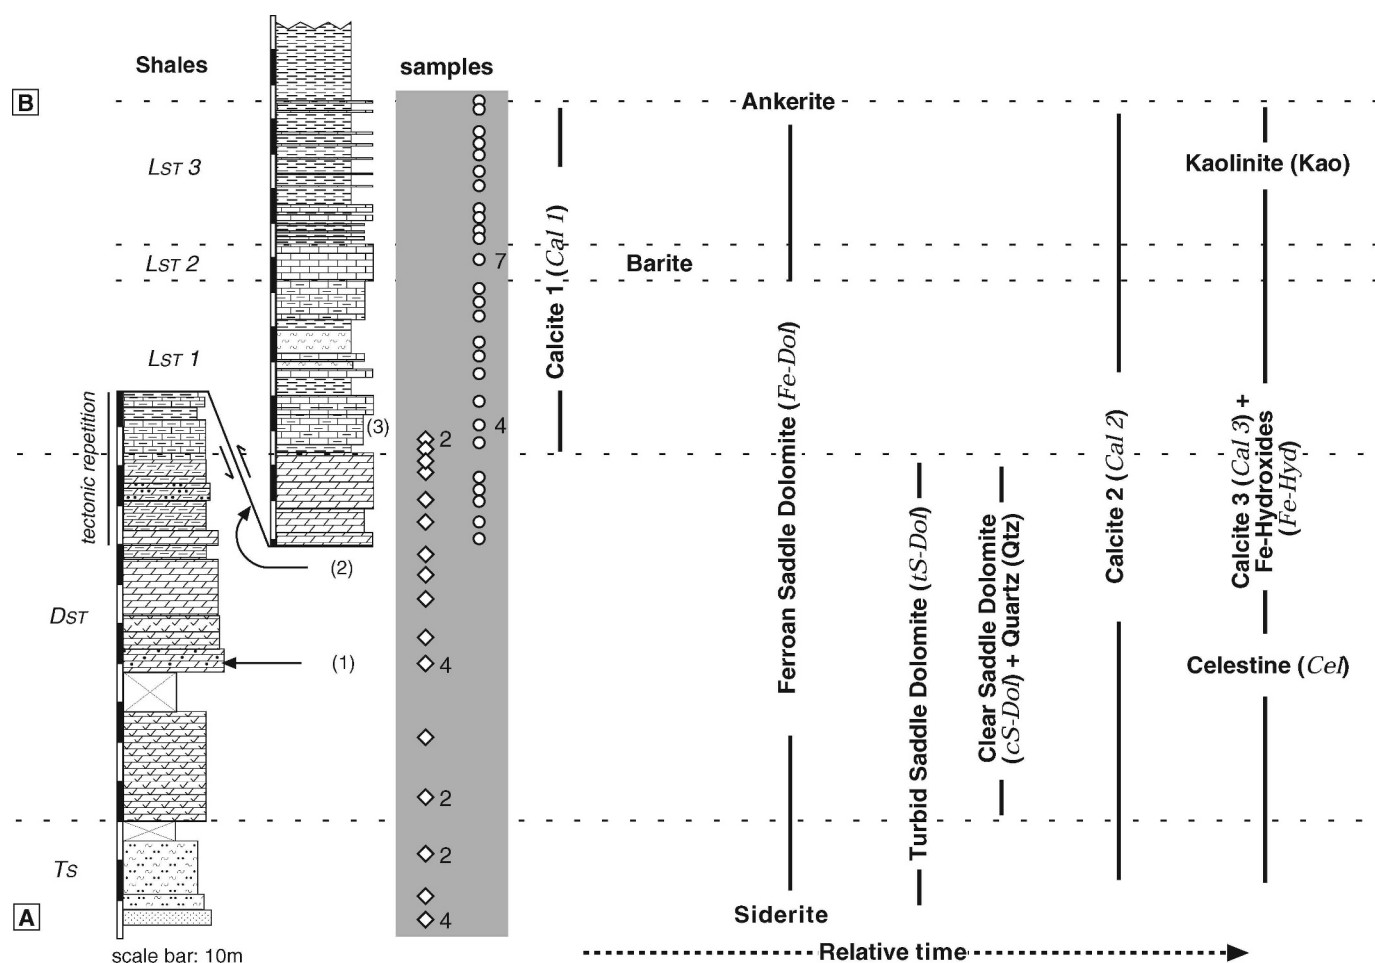 Shales
samples
B
Ankerite
LST 3
Kaolinite (Kao)
LST 2
7
Barite
Calcite 1 (Cal 1)
LST 1
tectonic repetition
(3)
4
2
Ferroan Saddle Dolomite (Fe-Dol)
Turbid Saddle Dolomite (tS-Dol)
Clear Saddle Dolomite
(cS-Dol) + Quartz (Qtz)
Calcite 2 (Cal 2)
Calcite 3 (Cal 3) +
Fe-Hydroxides
(Fe-Hyd)
(2)
DST
(1)
4
Celestine (Cel)
2
2
TS
A
4
Siderite
Relative time
scale bar: 10m